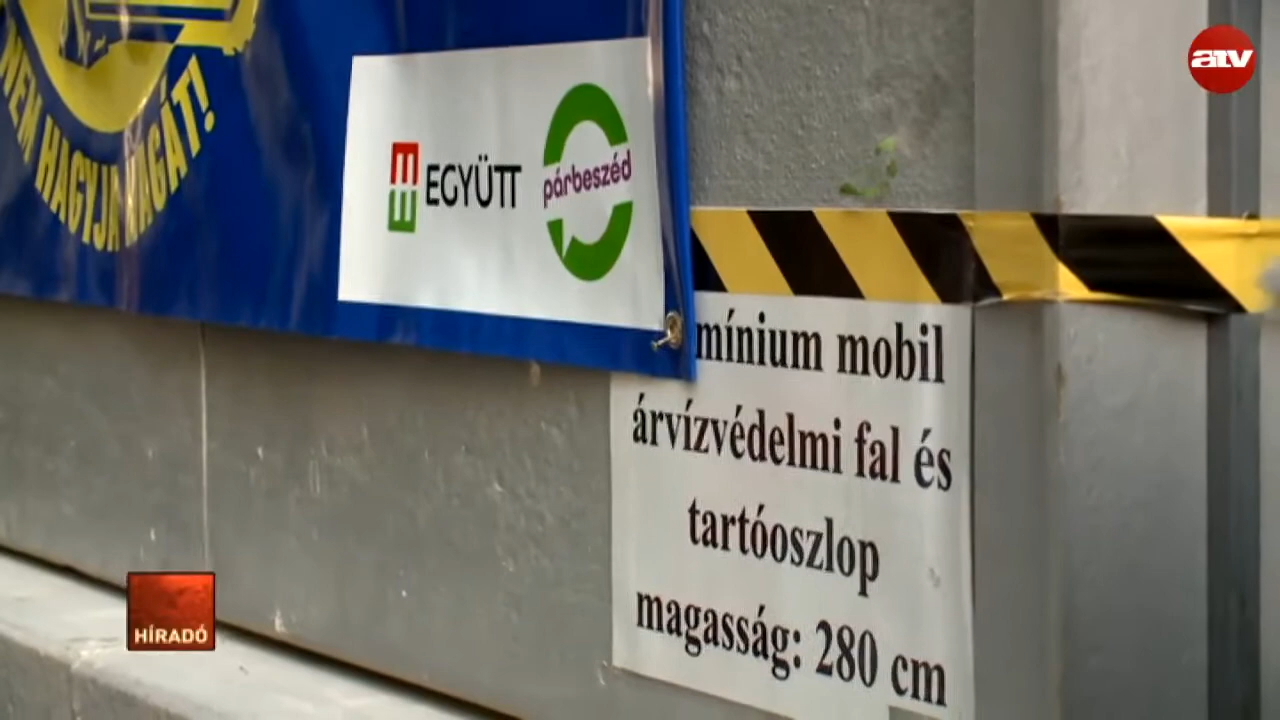 NEM HAGYJA MAGÁT!
EGYÜTT
párbeszéd
atv
mínium mobil
árvízvédelmi fal és
tartóoszlop
magasság: 280 cm
HÍRADÓ